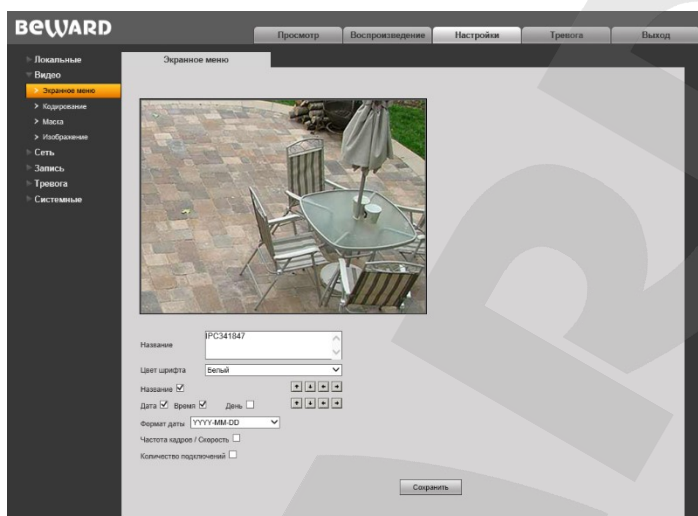 BEWARD
Просмотр Воспроизведение Настройки Тревога Выход
Локальные
Видео
Экранное меню
Кодирование
Маска
Изображение
Сеть
Запись
Тревога
Системные
Экранное меню
Название IPC341847
Цвет шрифта Белый
Название
Дата Время День
Формат даты YYYY-MM-DD
Частота кадров / Скорость
Количество подключений
Сохранить